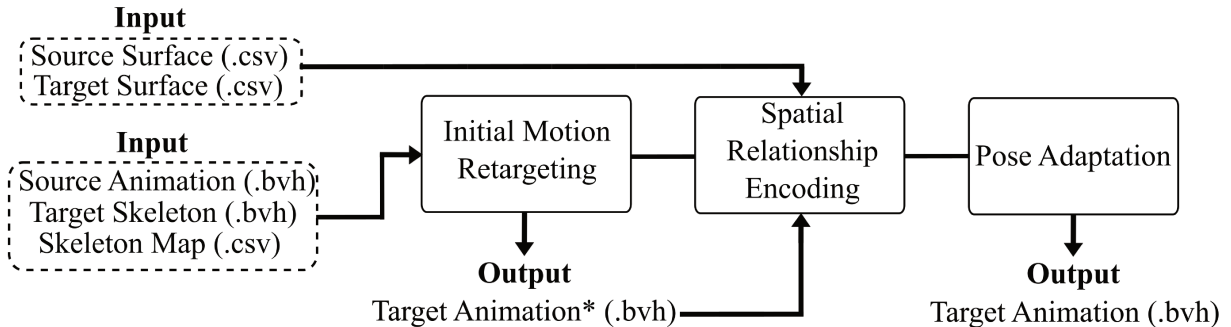 Input
Source Surface (.csv)
Target Surface (.csv)
Input
Source Animation (.bvh)
Target Skeleton (.bvh)
Skeleton Map (.csv)
Initial Motion
Retargeting
Spatial
Relationship
Encoding
Pose Adaptation
Output
Target Animation* (.bvh)
Output
Target Animation (.bvh)